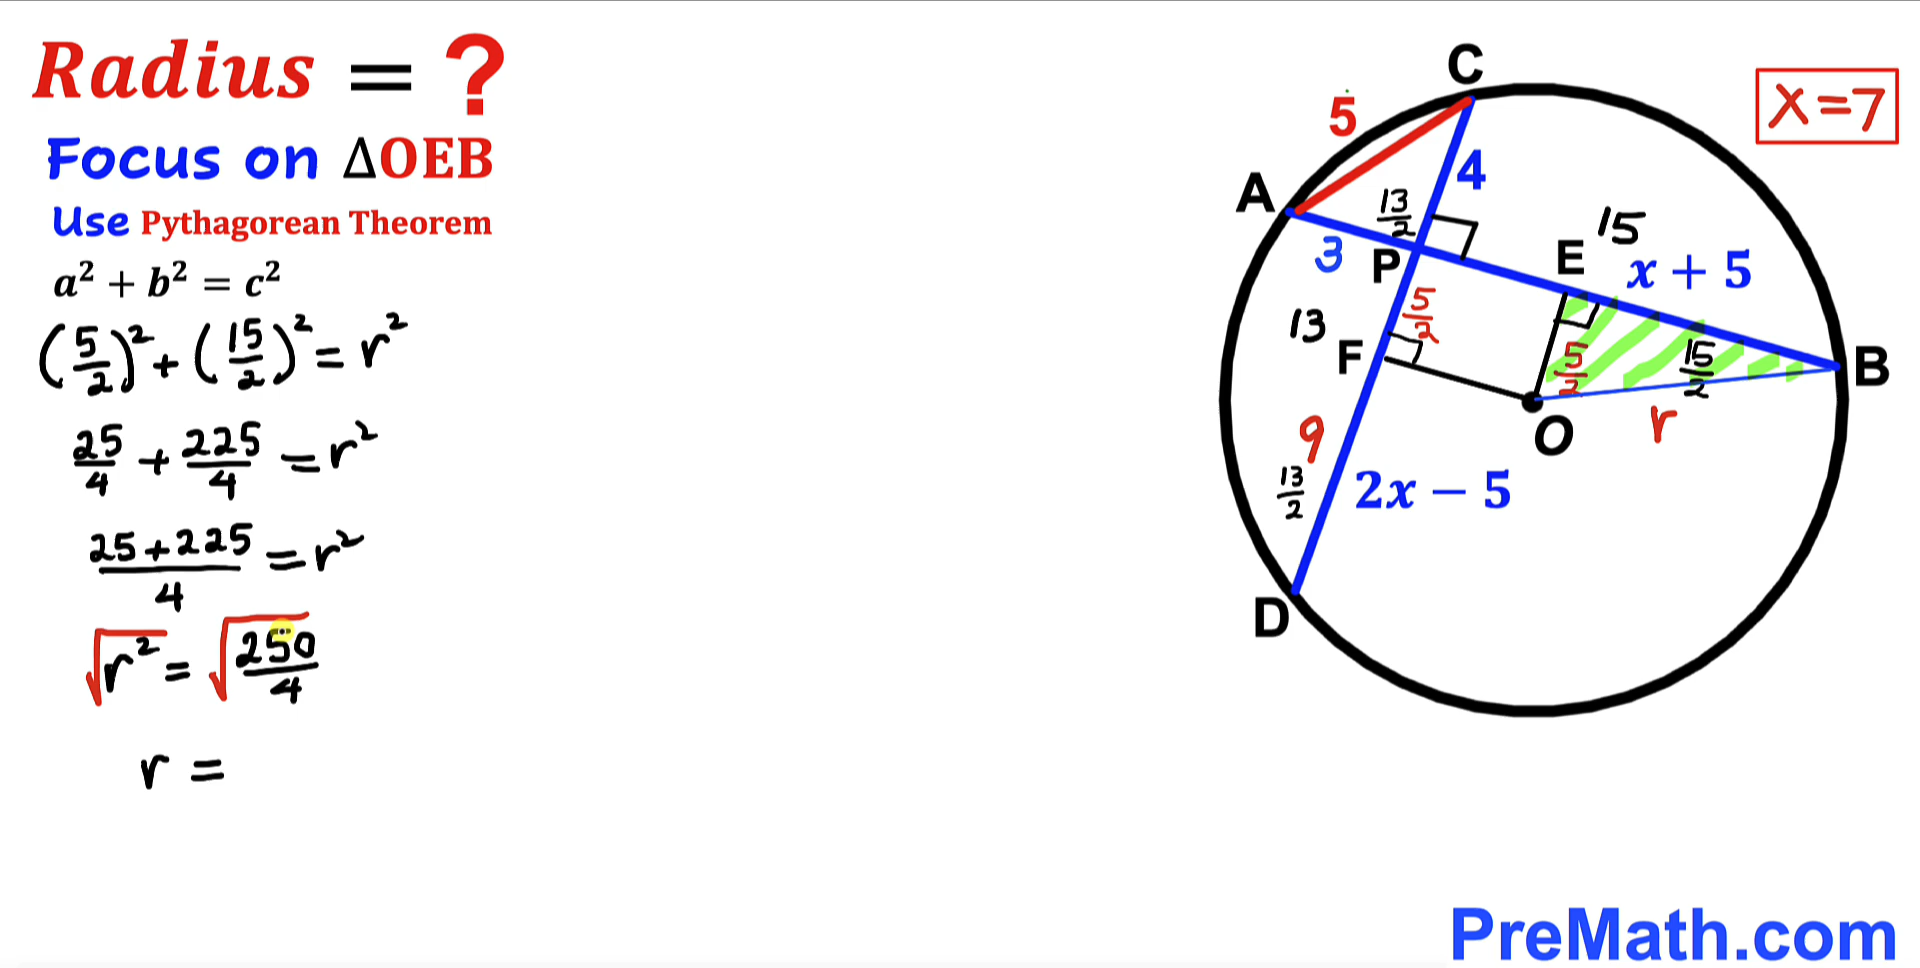 Radius = ?
Focus on ΔOEB
Use Pythagorean Theorem
a² + b² = c²
(5/2)² + (15/2)² = r²
25/4 + 225/4 = r²
25+225/4 = r²
√r² = √250/4
r =
C
5
X=7
4
A
13/2
15
3
P
E
x + 5
5/2
13
F
5/2
15/2
B
O
r
9
13/2
2x − 5
D
PreMath.com